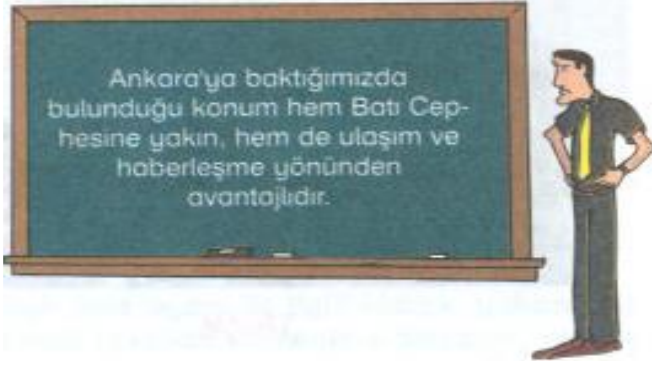 Ankara'ya baktığımızda
bulunduğu konum hem Batı Cep-
hesine yakın, hem de ulaşım ve
haberleşme yönünden
avantajlıdır.